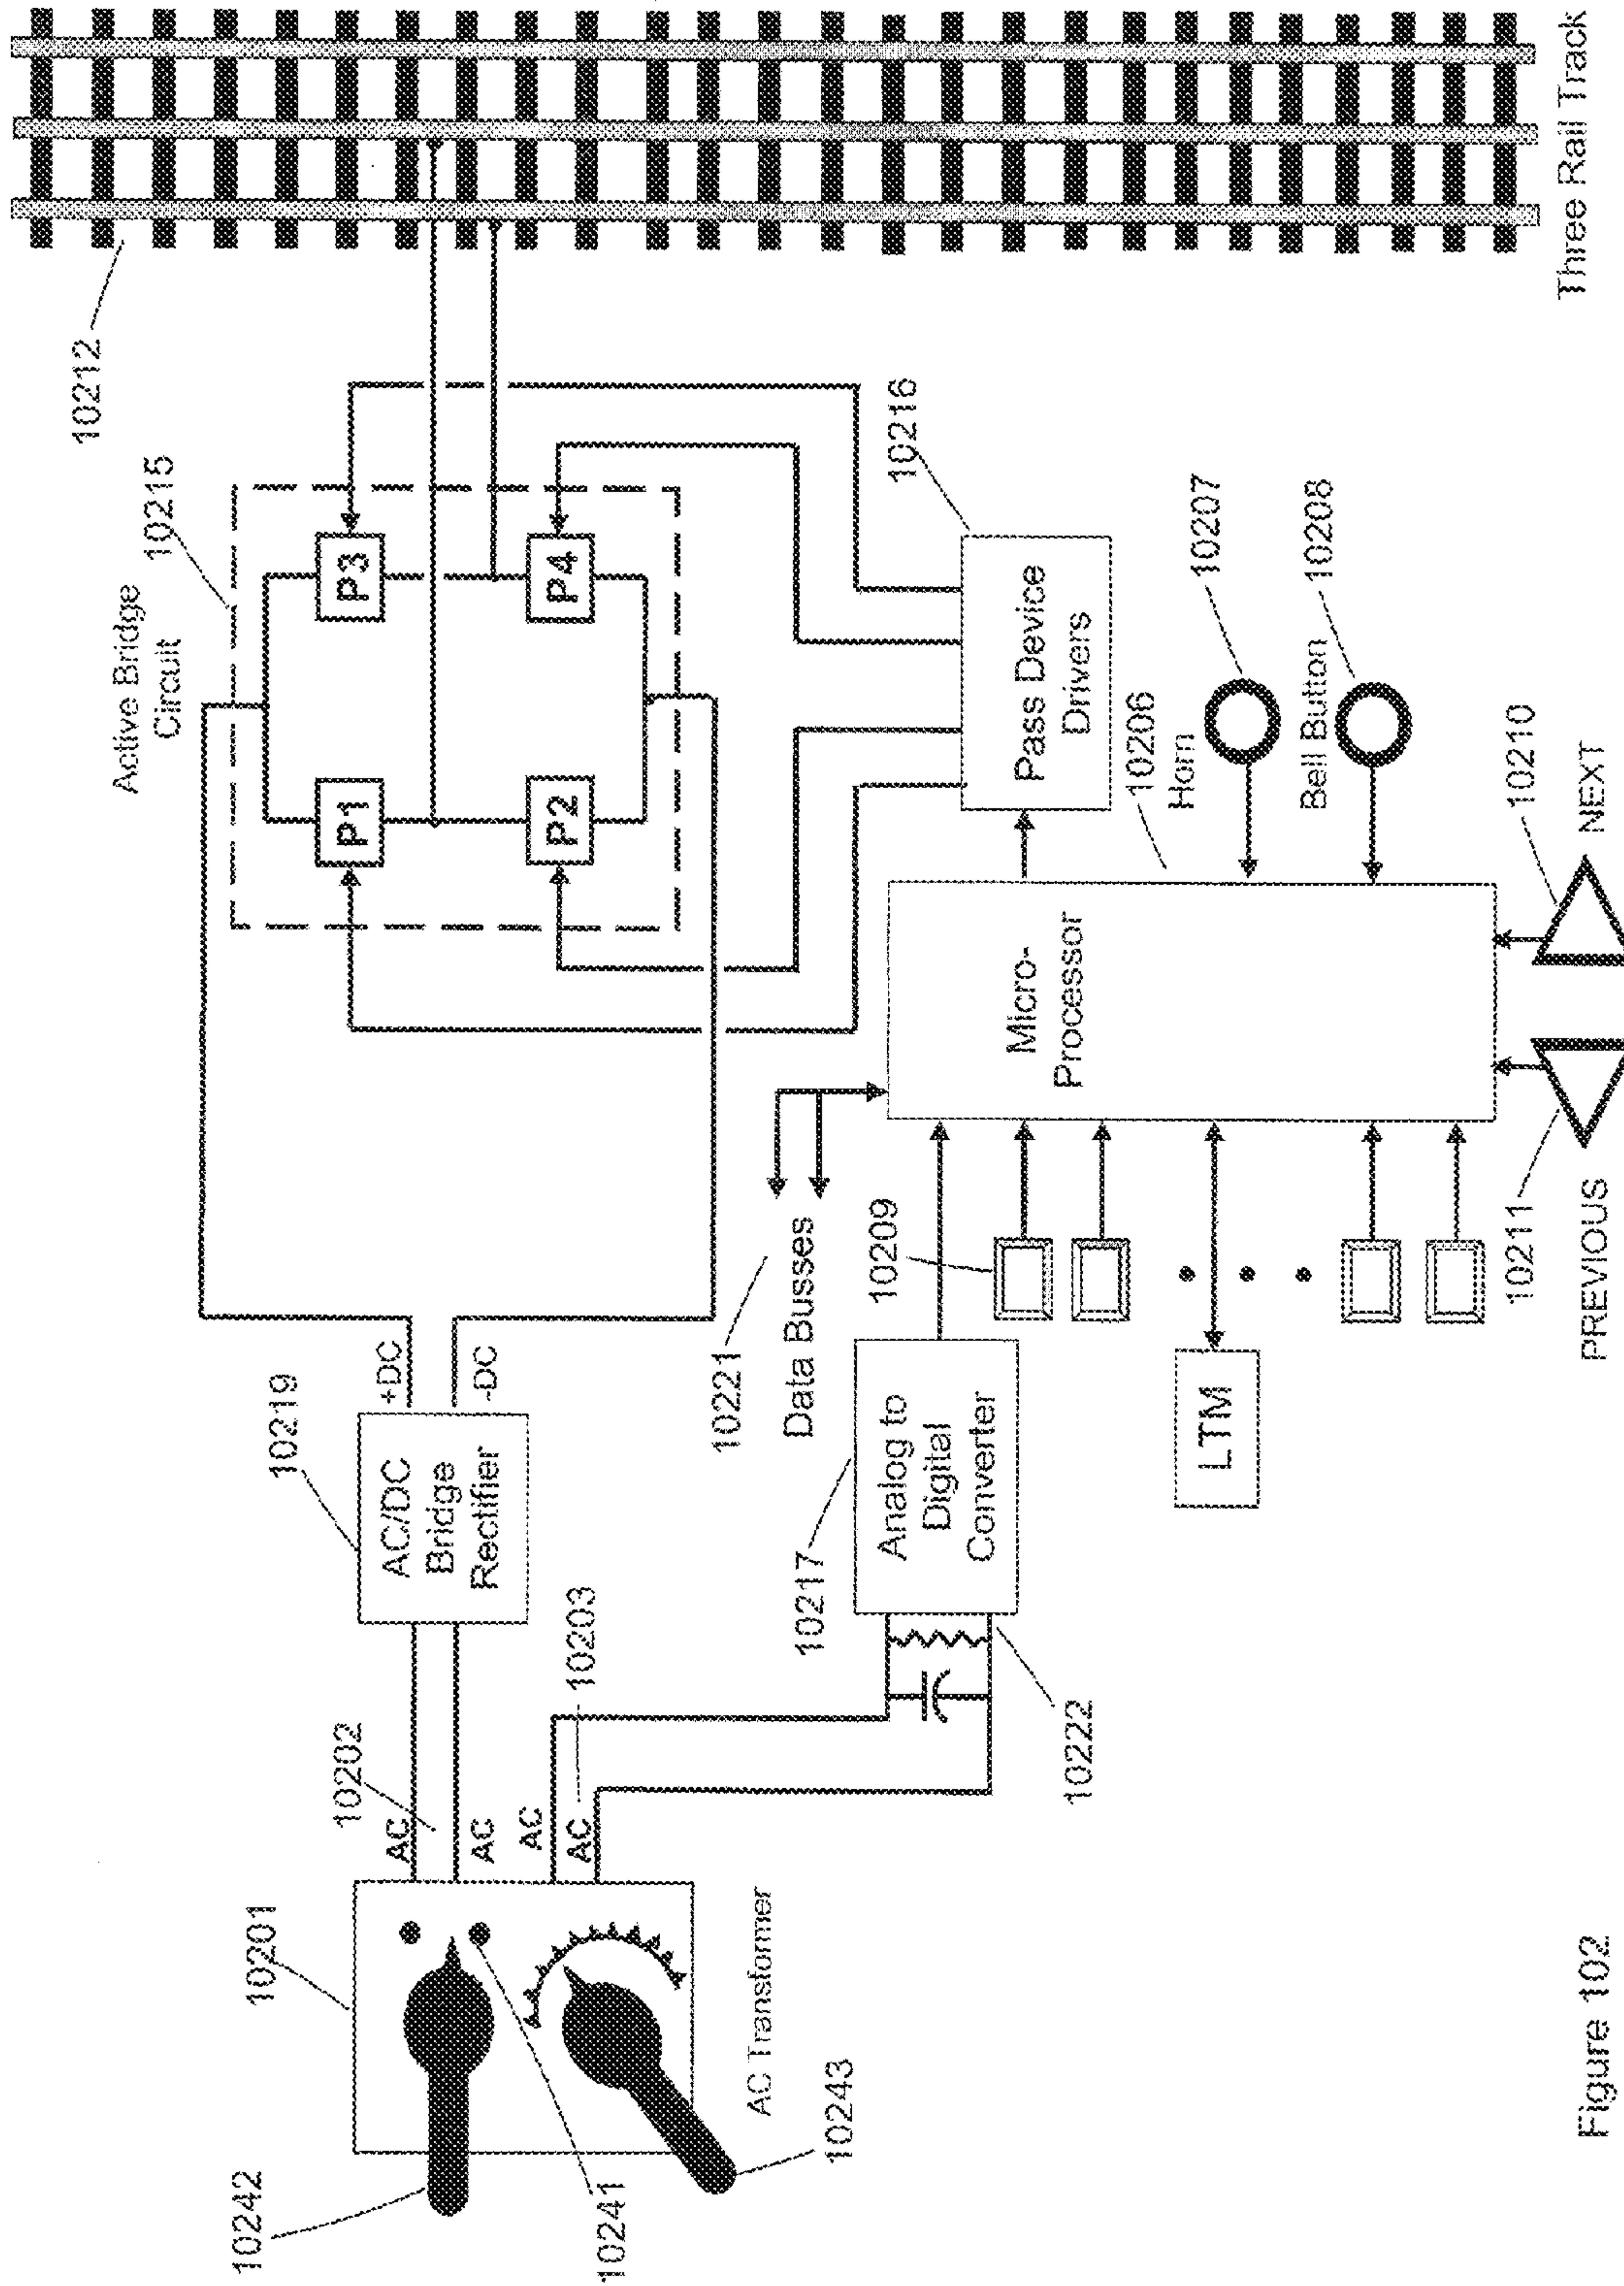 10242
10201
10241
10243
AC Transformer
AC
10202
AC
AC
AC
10203
10219
AC/DC
Bridge
Rectifier
+DC
-DC
10217
Analog to
Digital
Converter
10222
10221
Data Busses
10209
LTM
Active Bridge
Circuit
10215
P1
P3
P2
P4
10212
10216
Pass Device
Drivers
Micro-
Processor
10206
Horn
10207
Bell Button
10208
10210
NEXT
10211
PREVIOUS
Three Rail Track
Figure 102